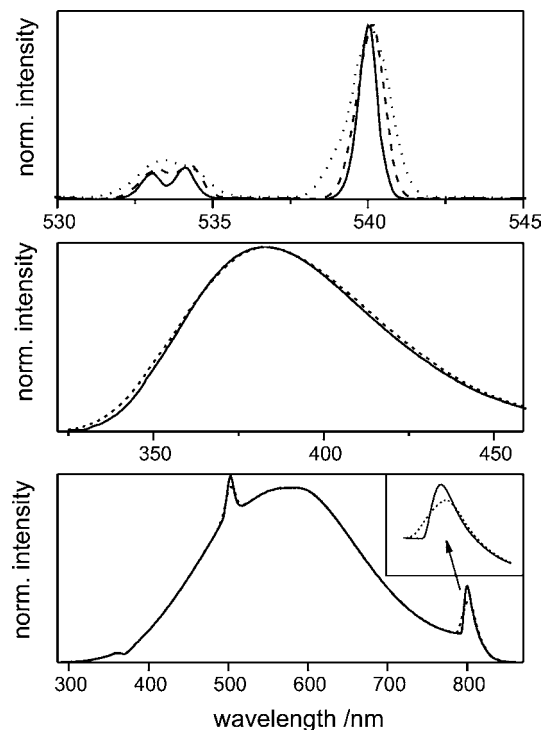 norm. intensity
530 535 540 545
norm. intensity
350 400 450
norm. intensity
300 400 500 600 700 800
wavelength /nm